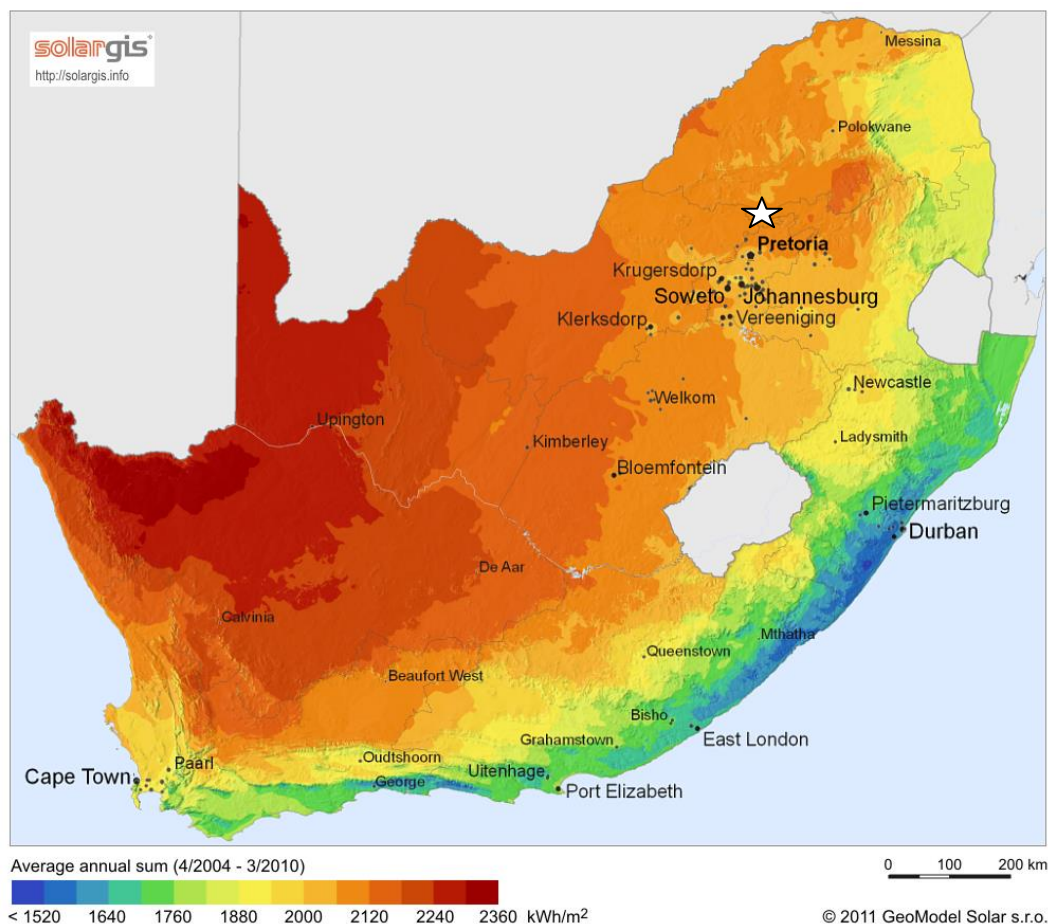 solargis
http://solargis.info
Messina
Polokwane
Pretoria
Krugersdorp
Soweto
Johannesburg
Klerksdorp
Vereeniging
Newcastle
Welkom
Upington
Ladysmith
Kimberley
Bloemfontein
Pietermaritzburg
Durban
De Aar
Calvinia
Mthatha
Queenstown
Beaufort West
Bisho
Grahamstown
East London
Oudtshoorn
Paarl
Uitenhage
Cape Town
George
Port Elizabeth
Average annual sum (4/2004 - 3/2010)
0 100 200 km
< 1520 1640 1760 1880 2000 2120 2240 2360 kWh/m2
© 2011 GeoModel Solar s.r.o.